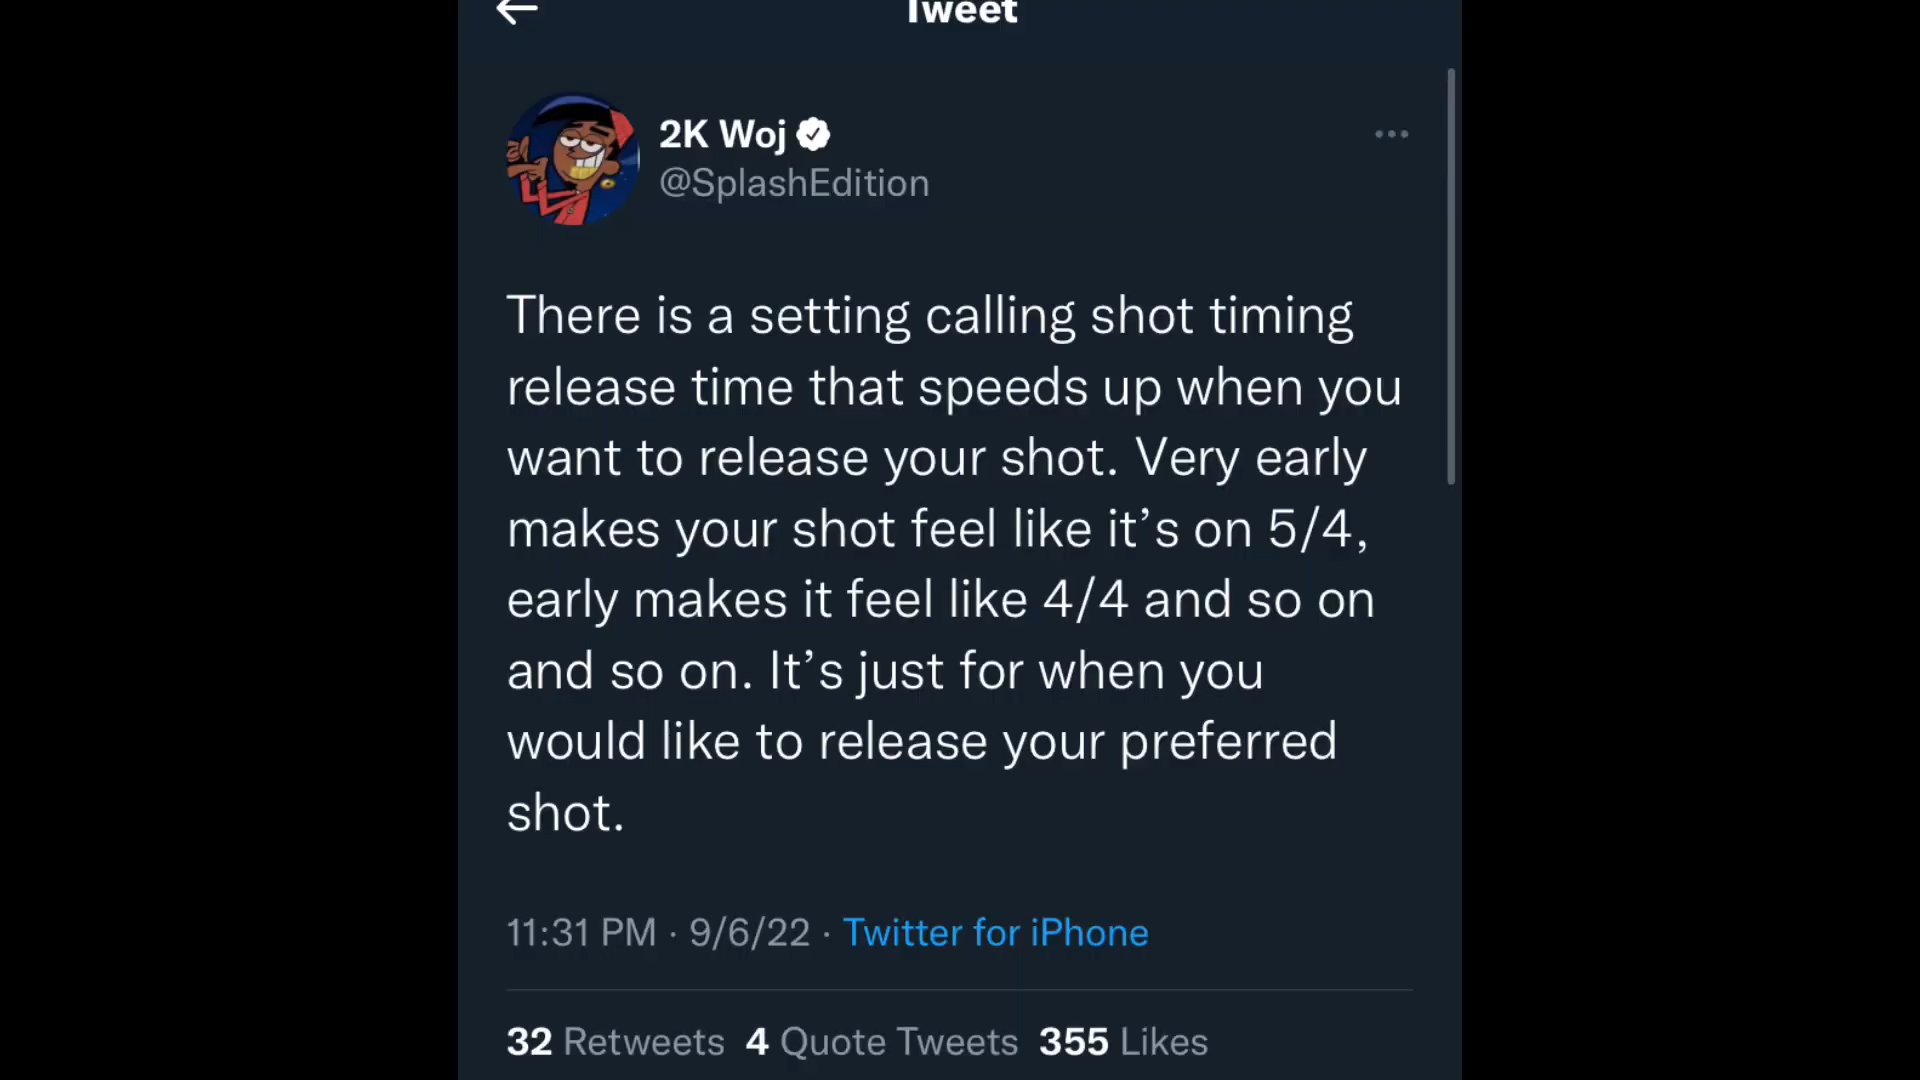 Tweet
2K Woj
@SplashEdition
There is a setting calling shot timing
release time that speeds up when you
want to release your shot. Very early
makes your shot feel like it’s on 5/4,
early makes it feel like 4/4 and so on
and so on. It’s just for when you
would like to release your preferred
shot.
11:31 PM · 9/6/22 · Twitter for iPhone
32 Retweets 4 Quote Tweets 355 Likes